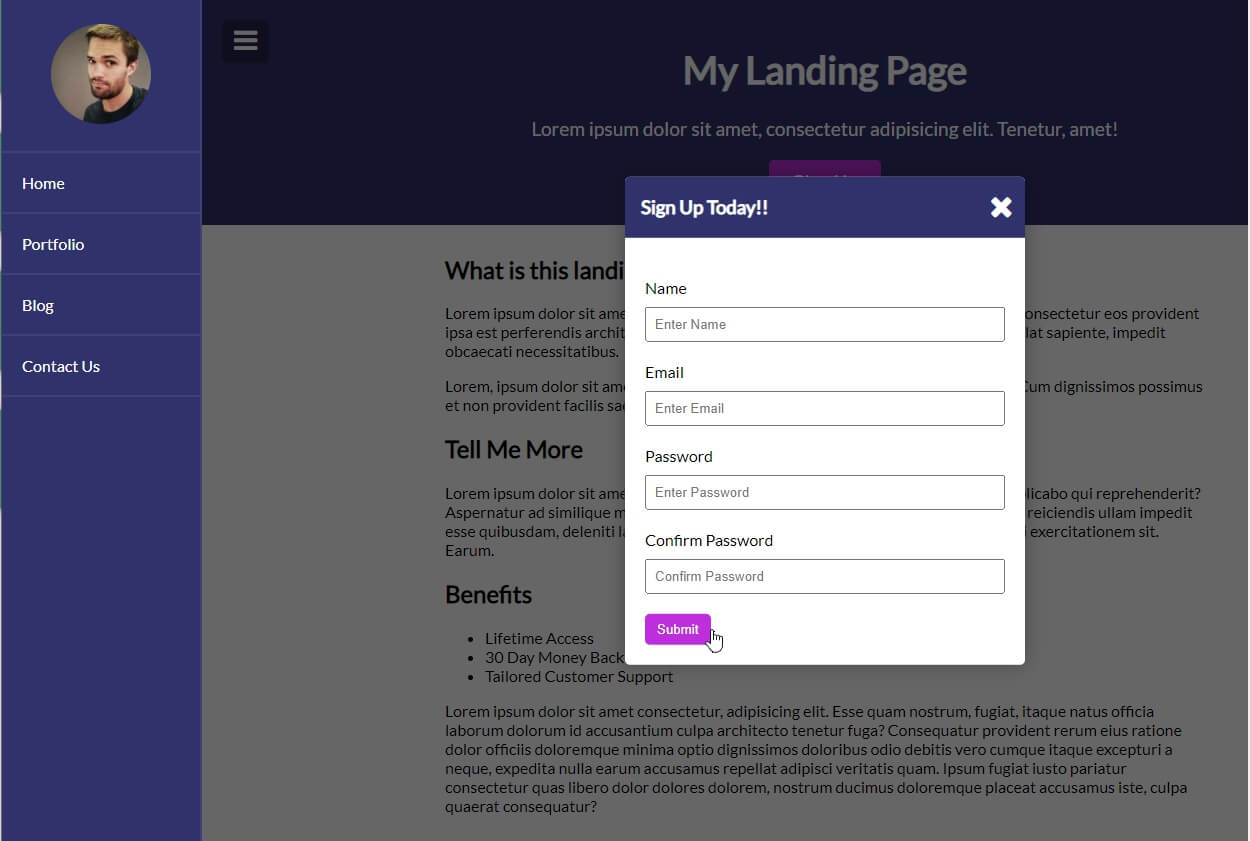 Home
Portfolio
Blog
Contact Us
My Landing Page
Lorem ipsum dolor sit amet, consectetur adipisicing elit. Tenetur, amet!
Sign Up Today!!
Name
Enter Name
Email
Enter Email
Password
Enter Password
Confirm Password
Confirm Password
Submit
What is this landi
Lorem ipsum dolor sit ame onsectetur eos provident
ipsa est perferendis archit lat sapiente, impedit
obcaecati necessitatibus.
Lorem, ipsum dolor sit am Cum dignissimos possimus
et non provident facilis sa
Tell Me More
Lorem ipsum dolor sit ame licabo qui reprehenderit?
Aspernatur ad similique m reiciendis ullam impedit
esse quibusdam, deleniti l exercitationem sit.
Earum.
Benefits
Lifetime Access
30 Day Money Back
Tailored Customer Support
Lorem ipsum dolor sit amet consectetur, adipisicing elit. Esse quam nostrum, fugiat, itaque natus officia
laborum dolorum id accusantium culpa architecto tenetur fuga? Consequatur provident rerum eius ratione
dolor officiis doloremque minima optio dignissimos doloribus odio debitis vero cumque itaque excepturi a
neque, expedita nulla earum accusamus repellat adipisci veritatis quam. Ipsum fugiat iusto pariatur
consectetur quas libero dolor dolores dolorem, nostrum ducimus doloremque placeat accusamus iste, culpa
quaerat consequatur?